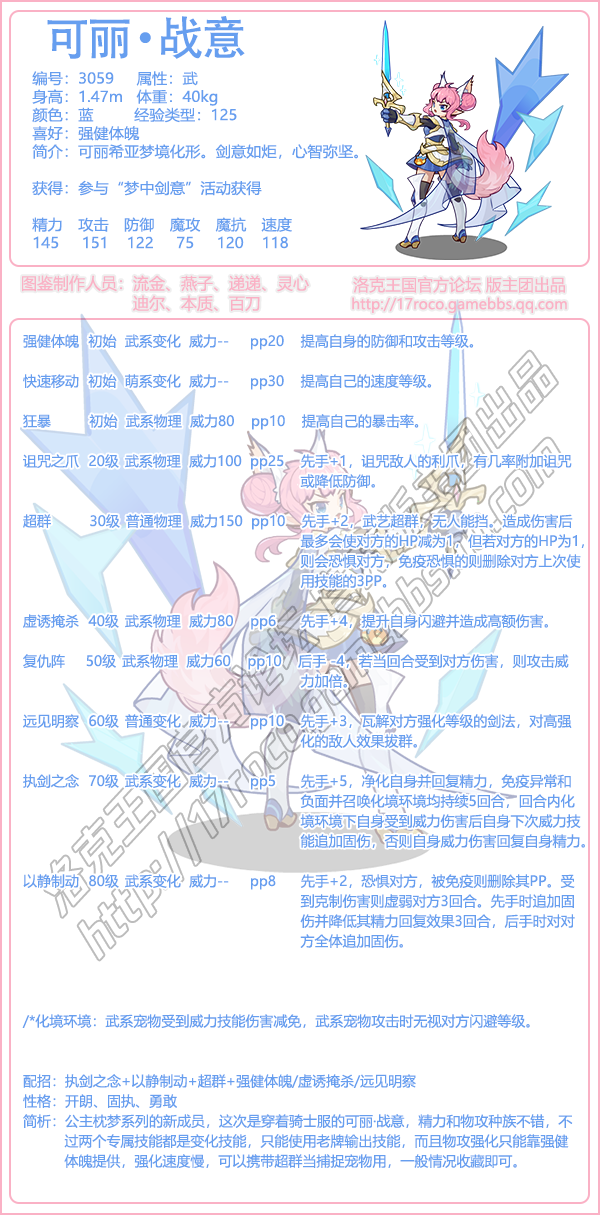 可丽·战意
编号：3059 属性：武
身高：1.47m 体重：40kg
颜色：蓝 经验类型：125
喜好：强健体魄
简介：可丽希亚梦境化形。剑意如炬，心智弥坚。
获得：参与“梦中剑意”活动获得
精力 攻击 防御 魔攻 魔抗 速度
145 151 122 75 120 118
图鉴制作人员：流金、燕子、递递、灵心
迪尔、本质、百刀
洛克王国官方论坛 版主团出品
http://17roco.gamebbs.qq.com
强健体魄 初始 武系变化 威力-- pp20 提高自身的防御和攻击等级。
快速移动 初始 萌系变化 威力-- pp30 提高自己的速度等级。
狂暴 初始 武系物理 威力80 pp10 提高自己的暴击率。
诅咒之爪 20级 武系物理 威力100 pp25 先手+1，诅咒敌人的利爪，有几率附加诅咒
或降低防御。
超群 30级 普通物理 威力150 pp10 先手+2，武艺超群，无人能挡。造成伤害后
最多会使对方的HP减为1，但若对方的HP为1，
则会恐惧对方，免疫恐惧的则删除对方上次使
用技能的3PP。
虚诱掩杀 40级 武系物理 威力80 pp6 先手+4，提升自身闪避并造成高额伤害。
复仇阵 50级 武系物理 威力60 pp10 后手 -4，若当回合受到对方伤害，则攻击威
力加倍。
远见明察 60级 普通变化 威力-- pp10 先手+3，瓦解对方强化等级的剑法，对高强
化的敌人效果拔群。
执剑之念 70级 武系变化 威力-- pp5 先手+5，净化自身并回复精力，免疫异常和
负面并召唤化境环境均持续5回合，回合内化
境环境下自身受到威力伤害后自身下次威力技
能追加固伤，否则自身威力伤害回复自身精力。
以静制动 80级 武系变化 威力-- pp8 先手+2，恐惧对方，被免疫则删除其PP。受
到克制伤害则虚弱对方3回合。先手时追加固
伤并降低其精力回复效果3回合，后手时对对
方全体追加固伤。
/*化境环境：武系宠物受到威力技能伤害减免，武系宠物攻击时无视对方闪避等级。
配招：执剑之念+以静制动+超群+强健体魄/虚诱掩杀/远见明察
性格：开朗、固执、勇敢
简析：公主枕梦系列的新成员，这次是穿着骑士服的可丽·战意，精力和物攻种族不错，不
过两个专属技能都是变化技能，只能使用老牌输出技能，而且物攻强化只能靠强健
体魄提供，强化速度慢，可以携带超群当捕捉宠物用，一般情况收藏即可。
洛克王国官方论坛 版主团出品
http://17roco.gamebbs.qq.com